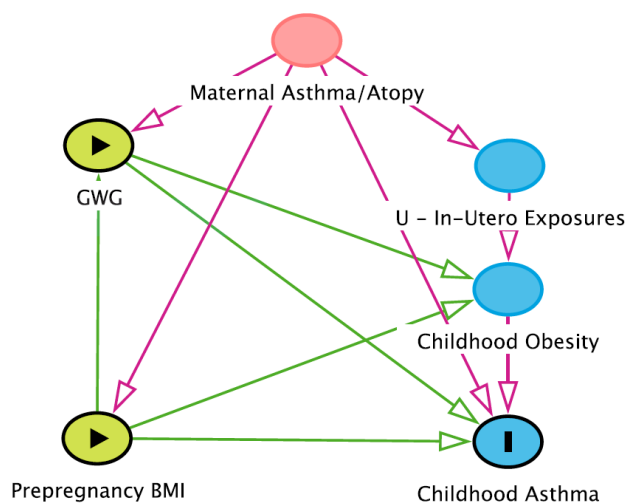 Maternal Asthma/Atopy
GWG
U - In-Utero Exposures
Childhood Obesity
Prepregnancy BMI
Childhood Asthma